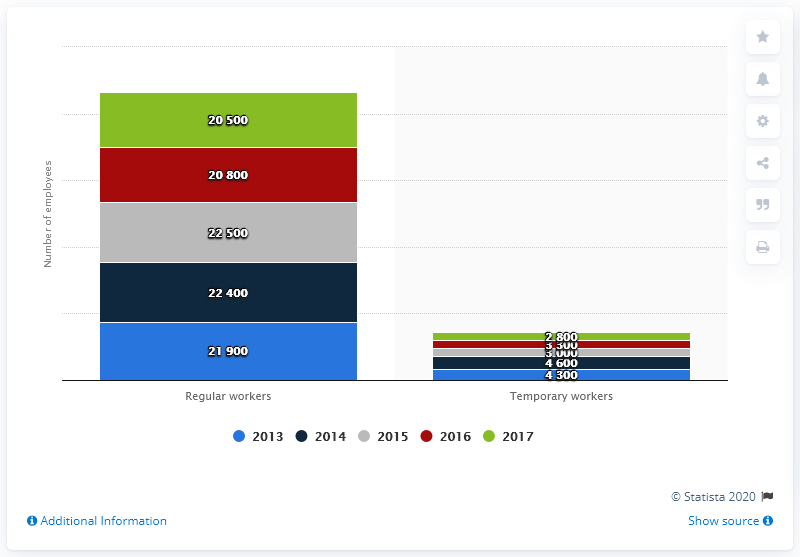 Number of employees
20 500
20 800
22 500
22 400
21 900
2 800
3 300
3 000
4 600
4 300
Regular workers
Temporary workers
2013
2014
2015
2016
2017
© Statista 2020
Additional Information
Show source